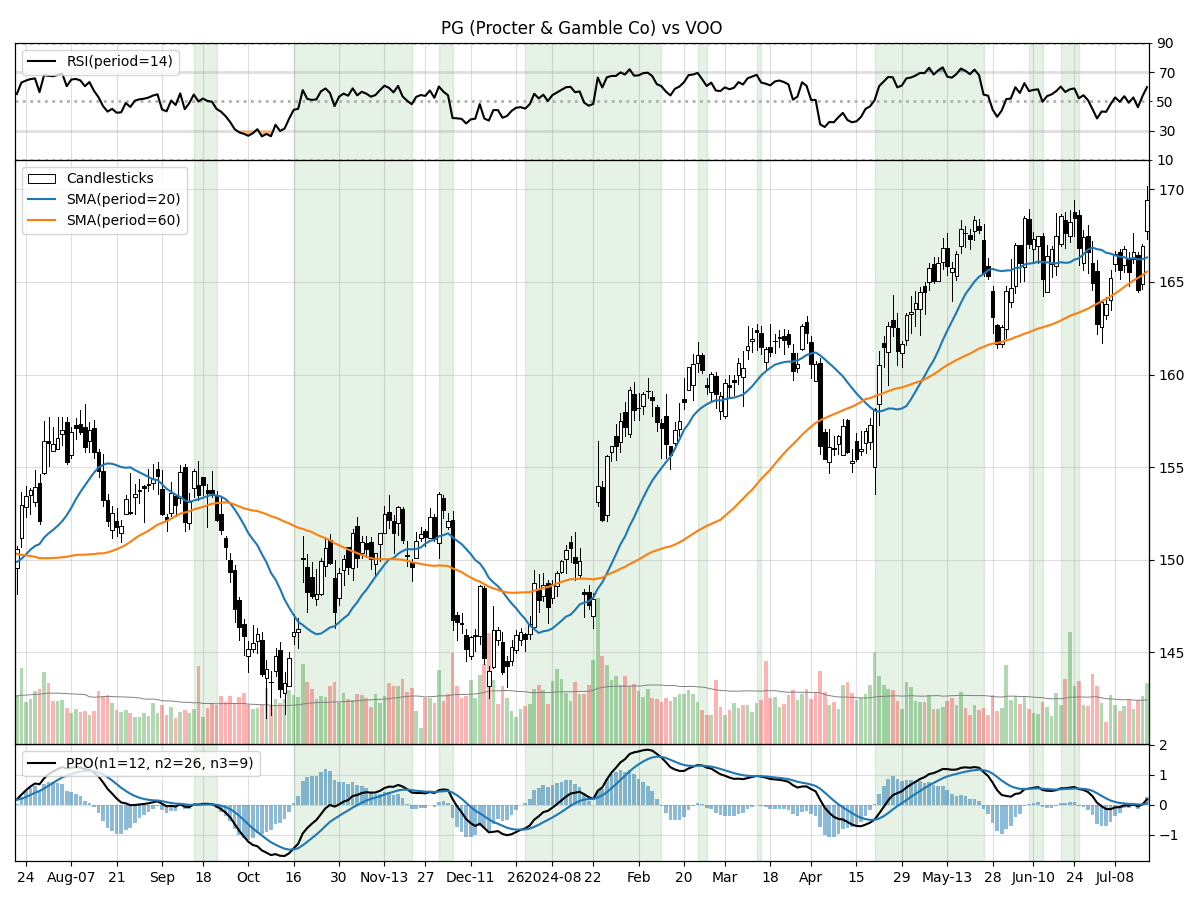 PG (Procter & Gamble Co) vs VOO
RSI(period=14)
90
70
50
30
10
Candlesticks
SMA(period=20)
SMA(period=60)
170
165
160
155
150
145
PPO(n1=12, n2=26, n3=9)
2
1
0
−1
24 Aug-07 21 Sep 18 Oct 16 30 Nov-13 27 Dec-11 26 2024-08 22 Feb 20 Mar 18 Apr 15 29 May-13 28 Jun-10 24 Jul-08